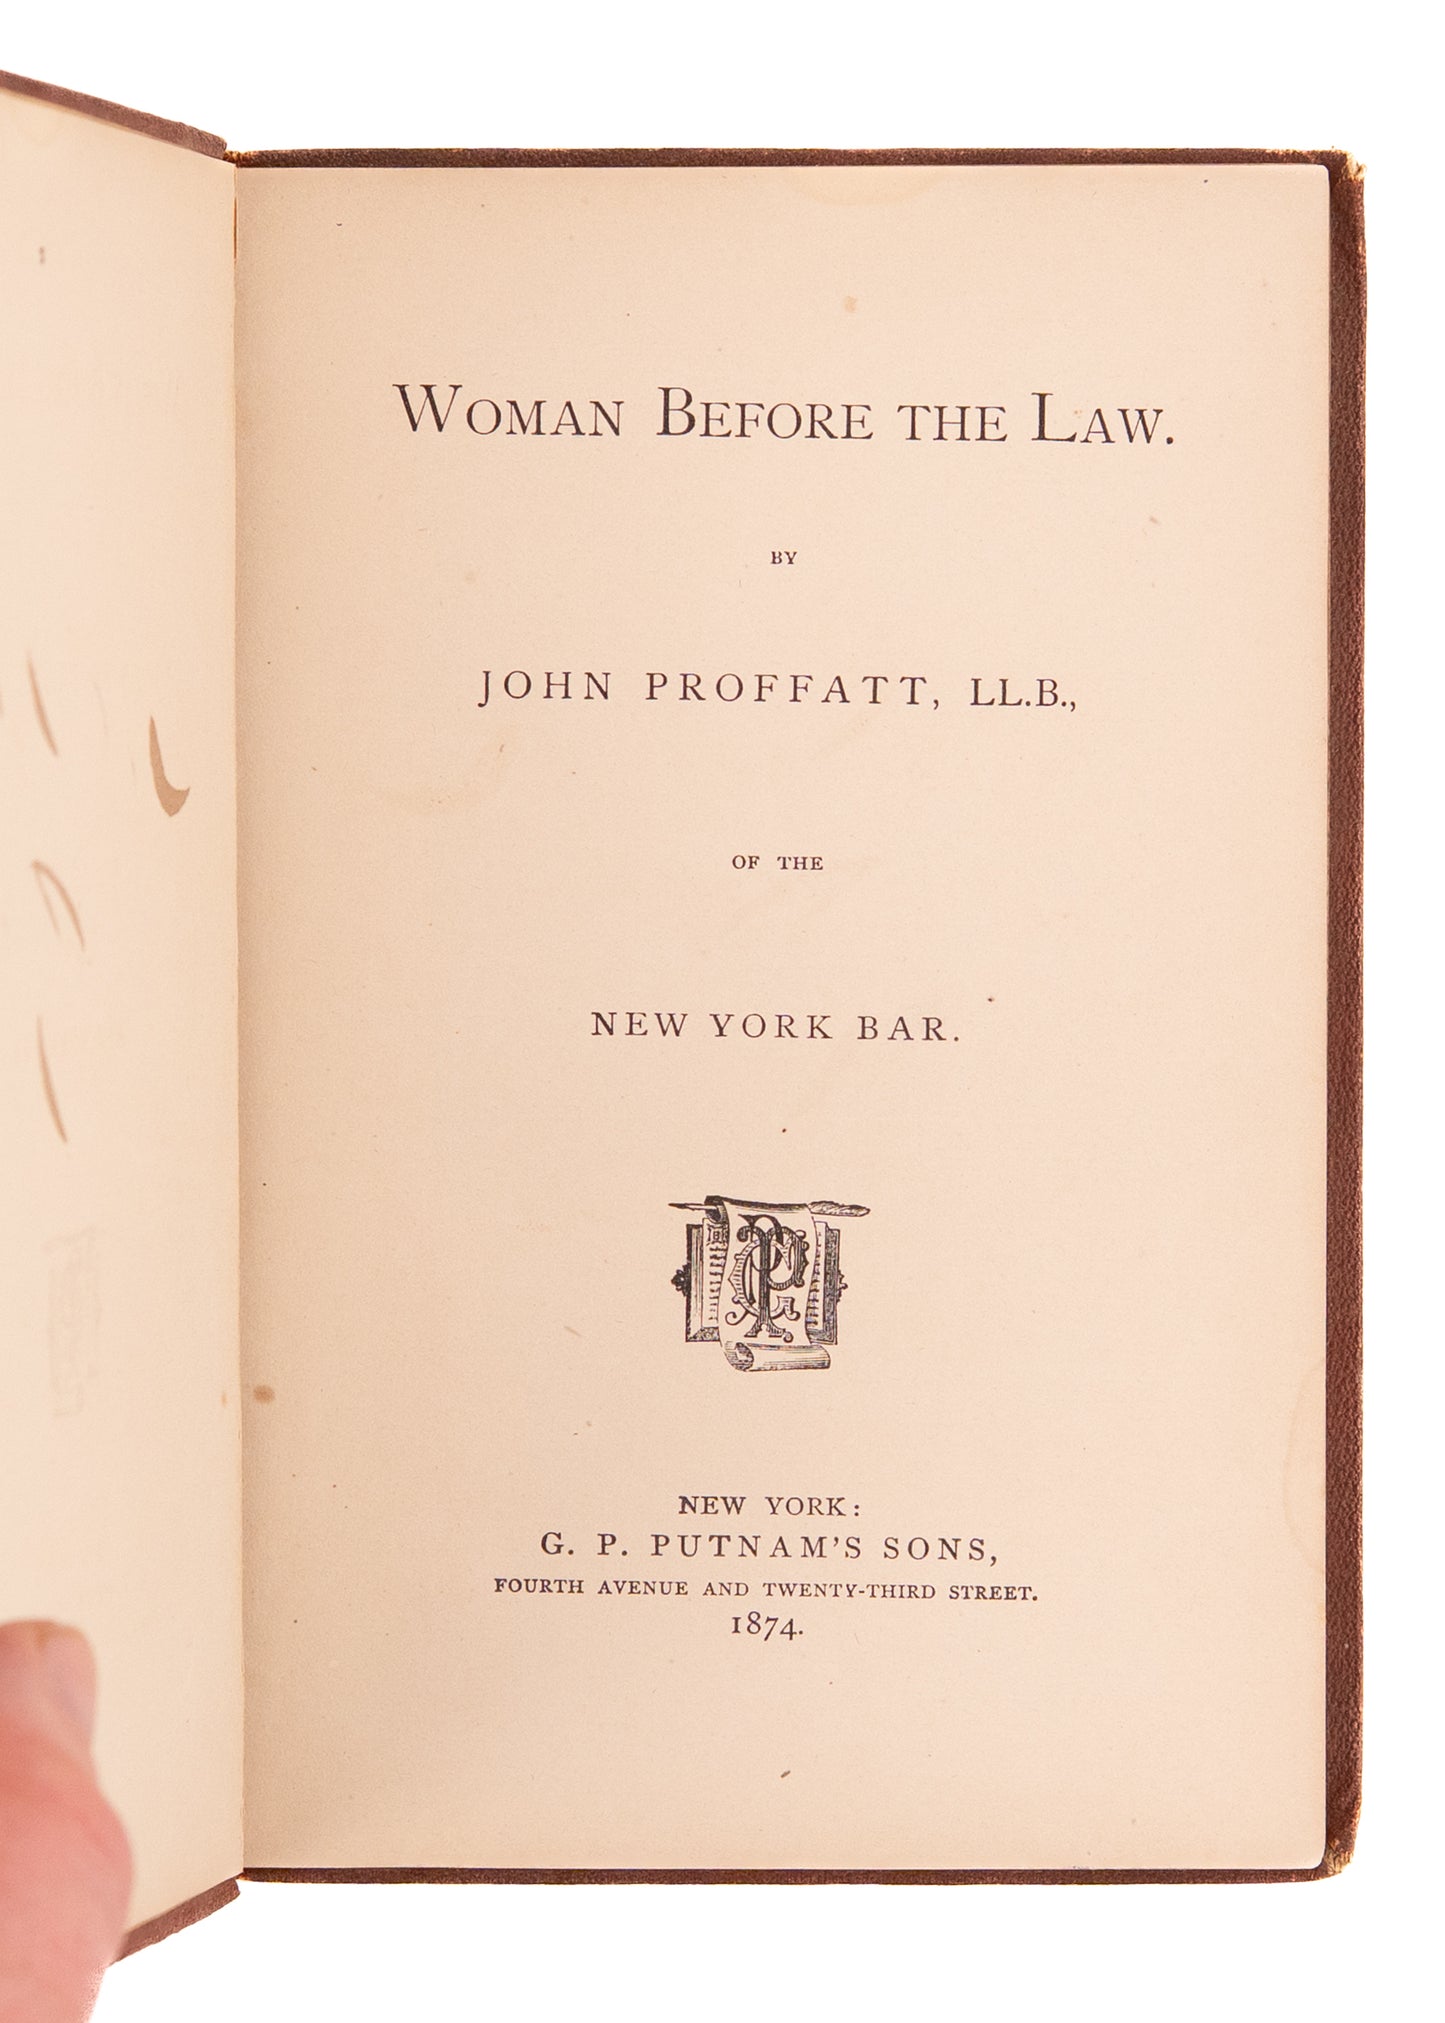 WOMAN BEFORE THE LAW.
BY
JOHN PROFFATT, LL.B.,
OF THE
NEW YORK BAR.
NEW YORK:
G. P. PUTNAM'S SONS,
FOURTH AVENUE AND TWENTY-THIRD STREET.
1874.